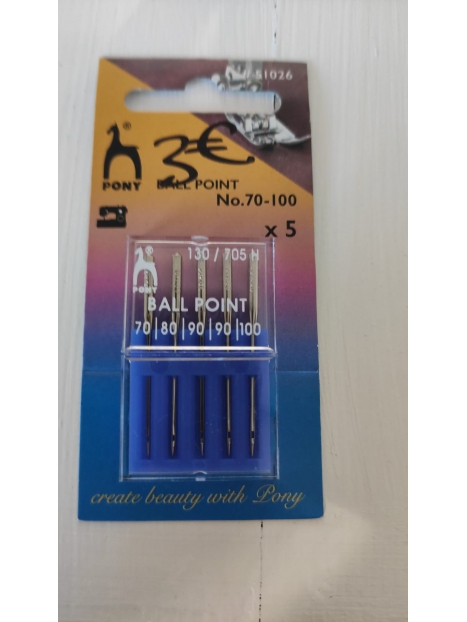 51026
3€
PONY
BALL POINT
No.70-100
x 5
130 / 705 H
PONY
BALL POINT
70|80|90|90|100
create beauty with Pony